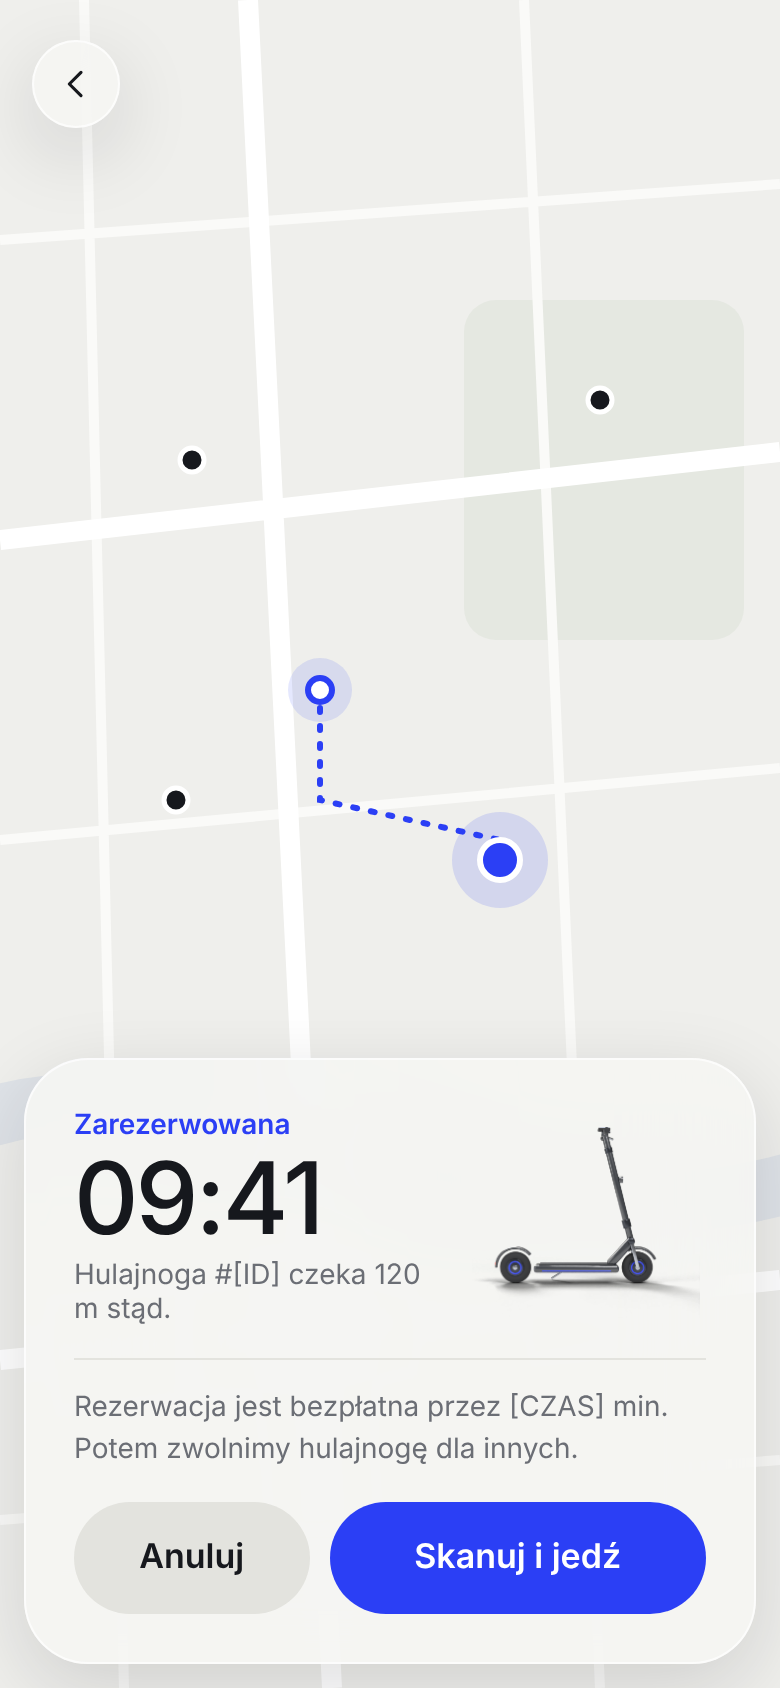 Zarezerwowana
09:41
Hulajnoga #[ID] czeka 120
m stąd.
Rezerwacja jest bezpłatna przez [CZAS] min.
Potem zwolnimy hulajnogę dla innych.
Anuluj
Skanuj i jedź